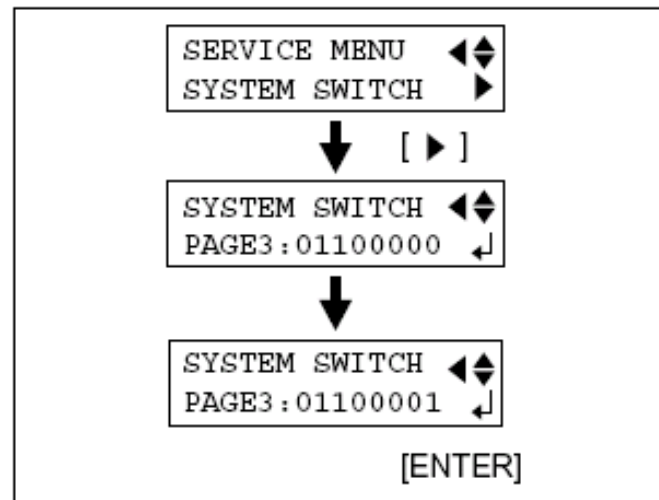 SERVICE MENU ◀◆
SYSTEM SWITCH ▶
[ ▶ ]
SYSTEM SWITCH ◀◆
PAGE3:01100000 ↵
SYSTEM SWITCH ◀◆
PAGE3:01100001 ↵
[ENTER]